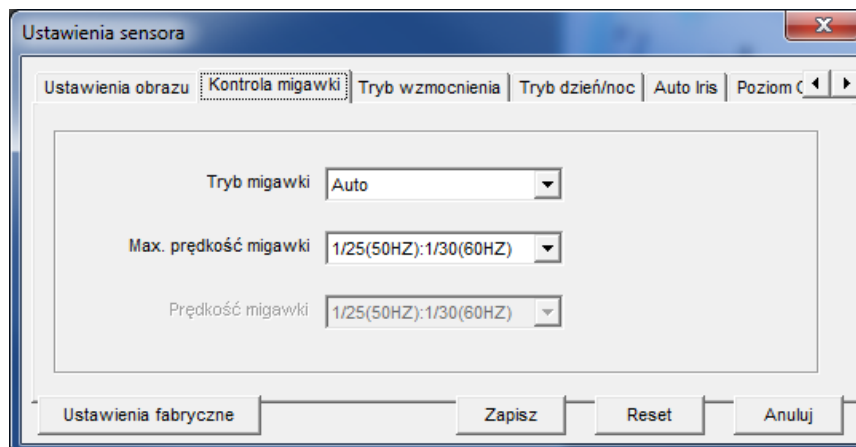 Ustawienia sensora
Ustawienia obrazu Kontrola migawki Tryb wzmocnienia Tryb dzień/noc Auto Iris Poziom
Tryb migawki Auto
Max. prędkość migawki 1/25(50HZ):1/30(60HZ)
Prędkość migawki 1/25(50HZ):1/30(60HZ)
Ustawienia fabryczne Zapisz Reset Anuluj